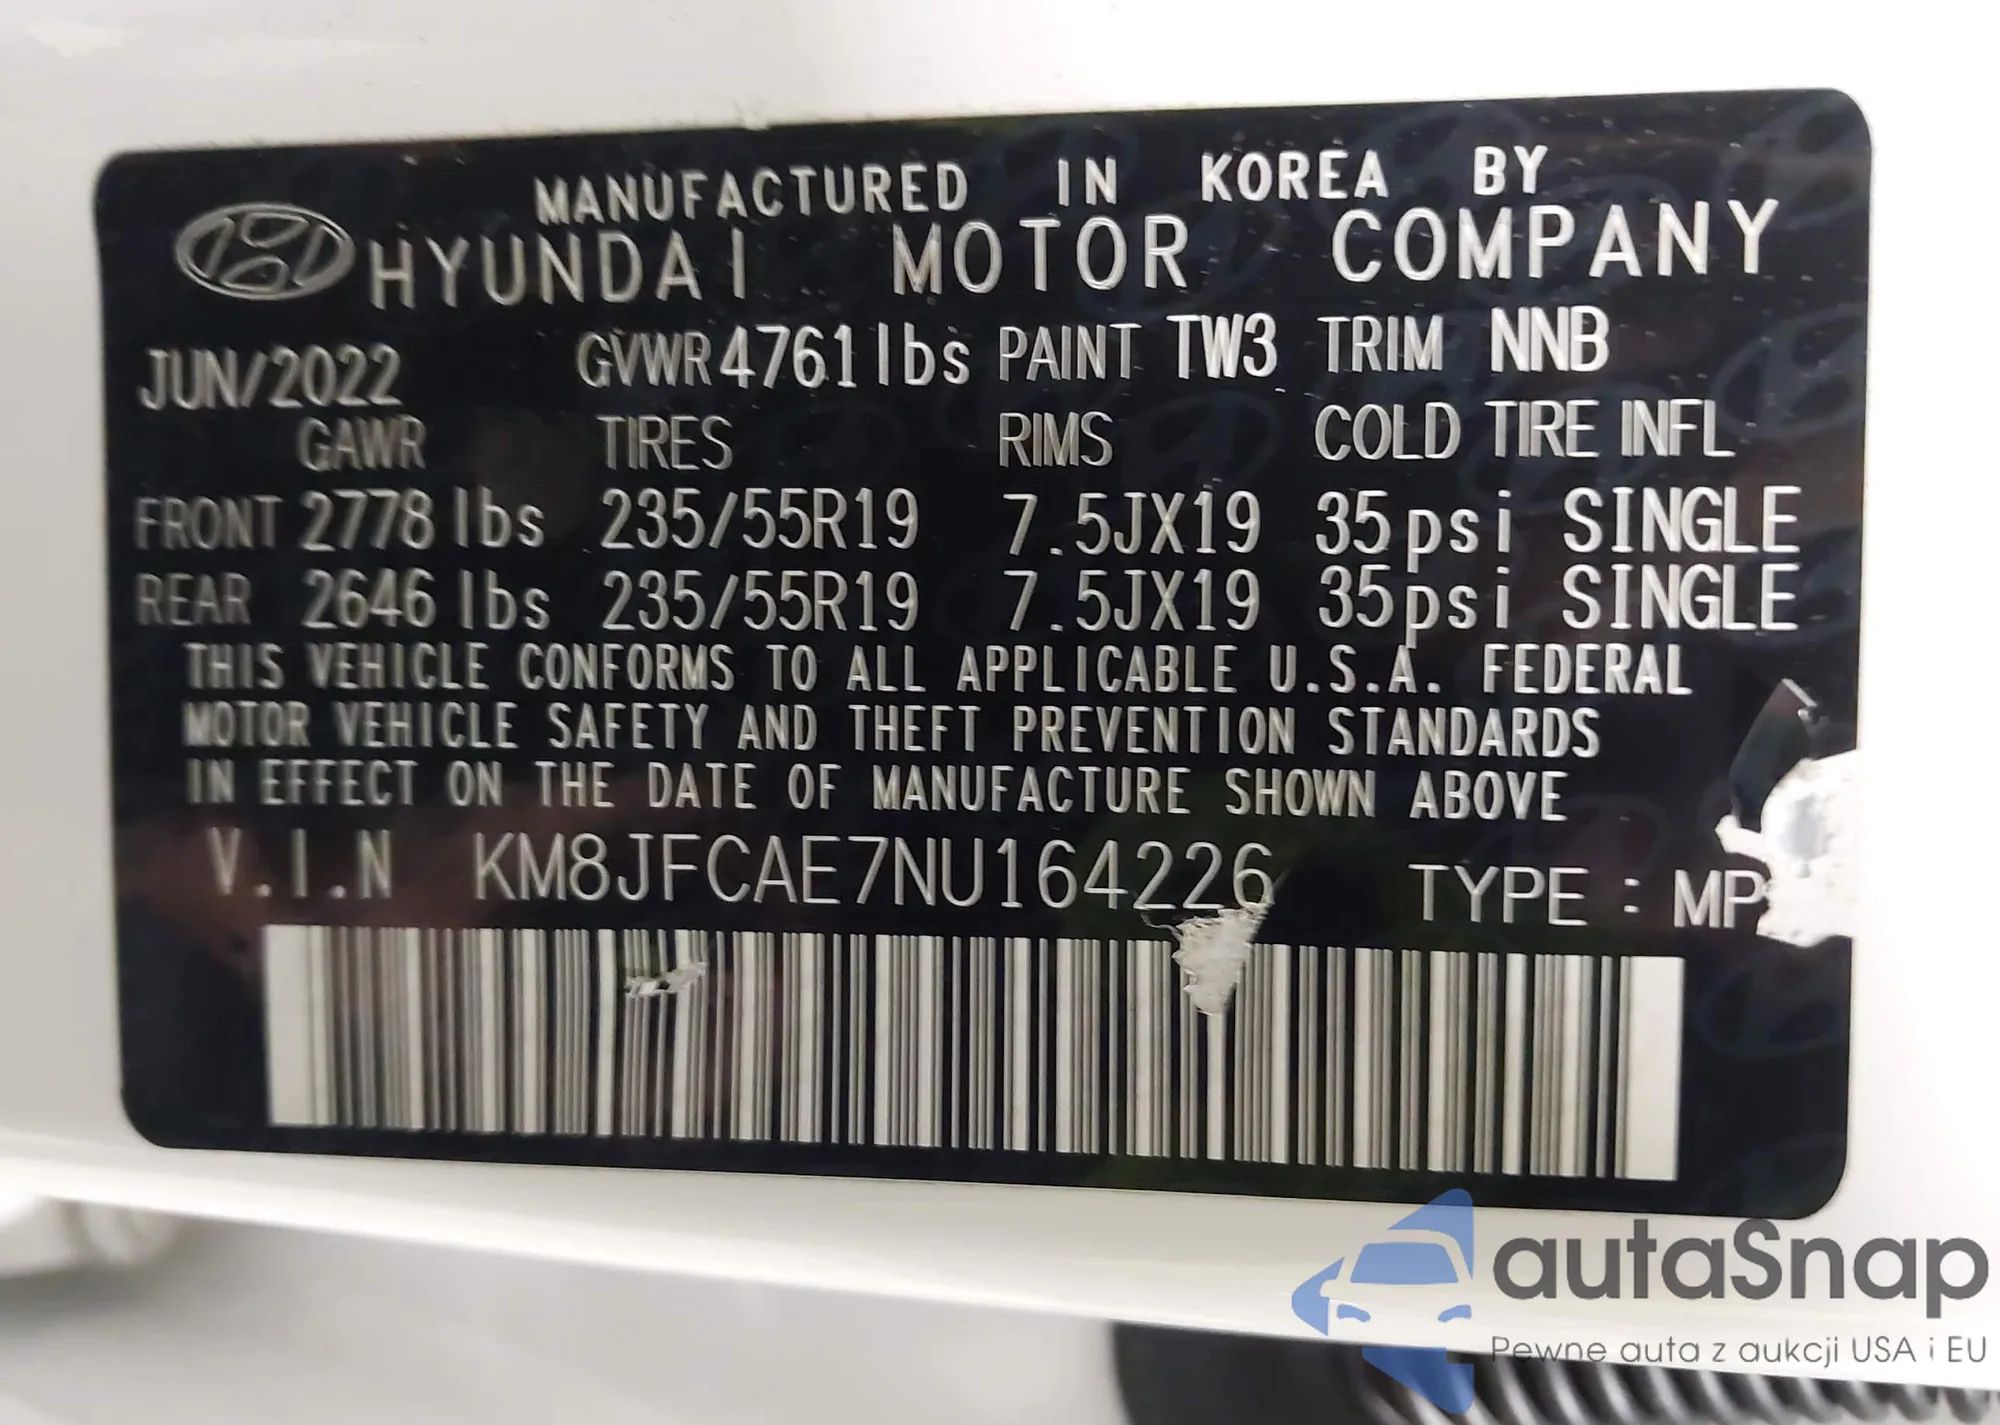 MANUFACTURED IN KOREA BY
HYUNDAI MOTOR COMPANY
JUN/2022 GVWR 4761lbs PAINT TW3 TRIM NNB
GAWR TIRES RIMS COLD TIRE INFL
FRONT 2778 lbs 235/55R19 7.5JX19 35psi SINGLE
REAR 2646 lbs 235/55R19 7.5JX19 35psi SINGLE
THIS VEHICLE CONFORMS TO ALL APPLICABLE U.S.A. FEDERAL
MOTOR VEHICLE SAFETY AND THEFT PREVENTION STANDARDS
IN EFFECT ON THE DATE OF MANUFACTURE SHOWN ABOVE
V.I.N KM8JFCAE7NU164226 TYPE : MP
autaSnap
Pewne auta z aukcji USA i EU